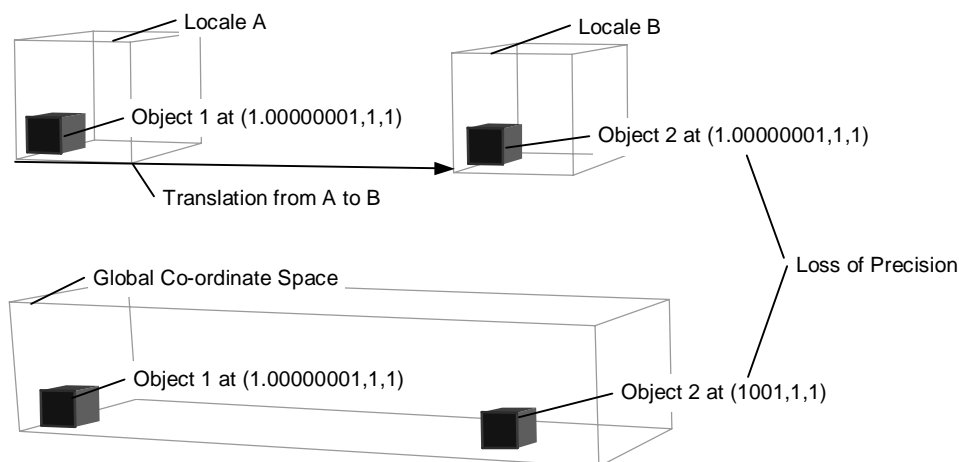 Locale A
Locale B
Object 1 at (1.00000001,1,1)
Object 2 at (1.00000001,1,1)
Translation from A to B
Loss of Precision
Global Co-ordinate Space
Object 1 at (1.00000001,1,1)
Object 2 at (1001,1,1)